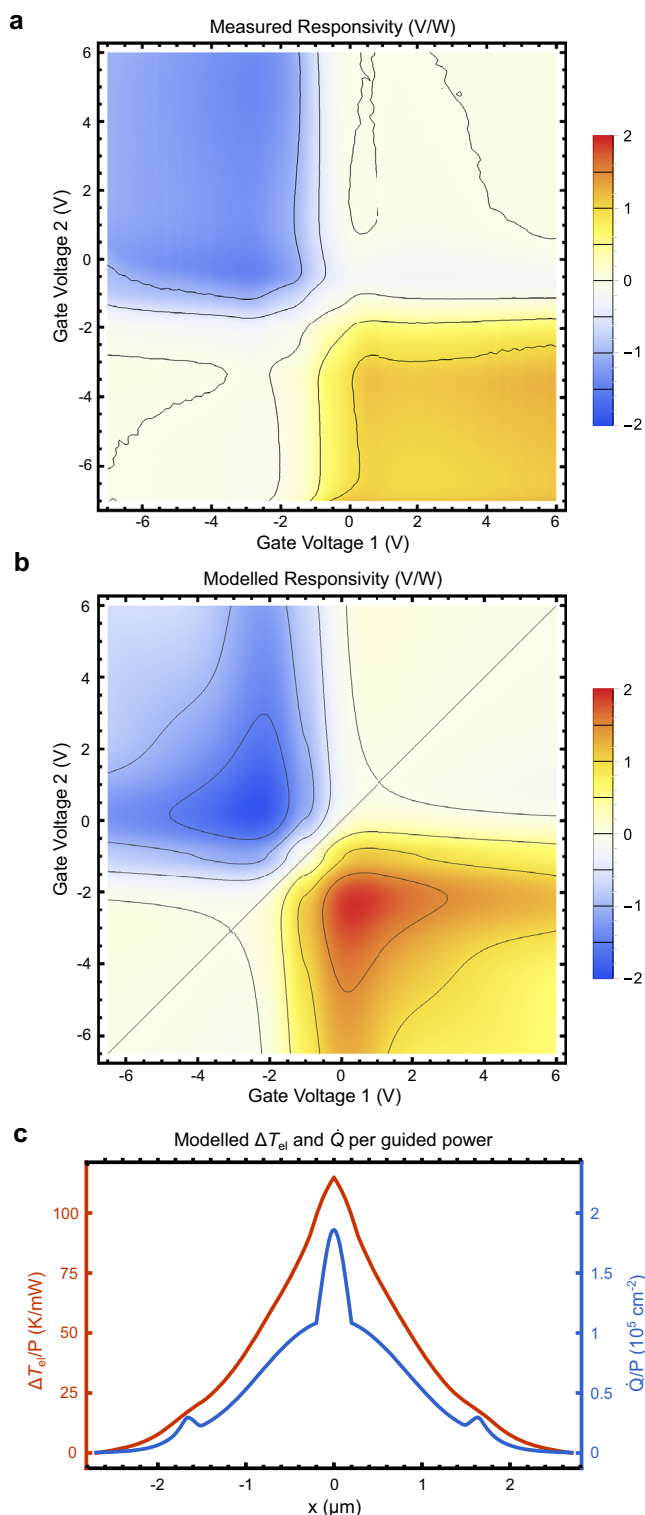 a
Measured Responsivity (V/W)
6
4
2
0
-2
-4
-6
Gate Voltage 2 (V)
-6 -4 -2 0 2 4 6
Gate Voltage 1 (V)
2
1
0
−1
−2
b
Modelled Responsivity (V/W)
6
4
2
0
-2
-4
-6
Gate Voltage 2 (V)
-6 -4 -2 0 2 4 6
Gate Voltage 1 (V)
2
1
0
−1
−2
c
Modelled ΔTel and Q̇ per guided power
100
75
50
25
0
ΔTel/P (K/mW)
2
1.5
1
0.5
0
Q̇/P (10⁵ cm⁻²)
-2 -1 0 1 2
x (μm)